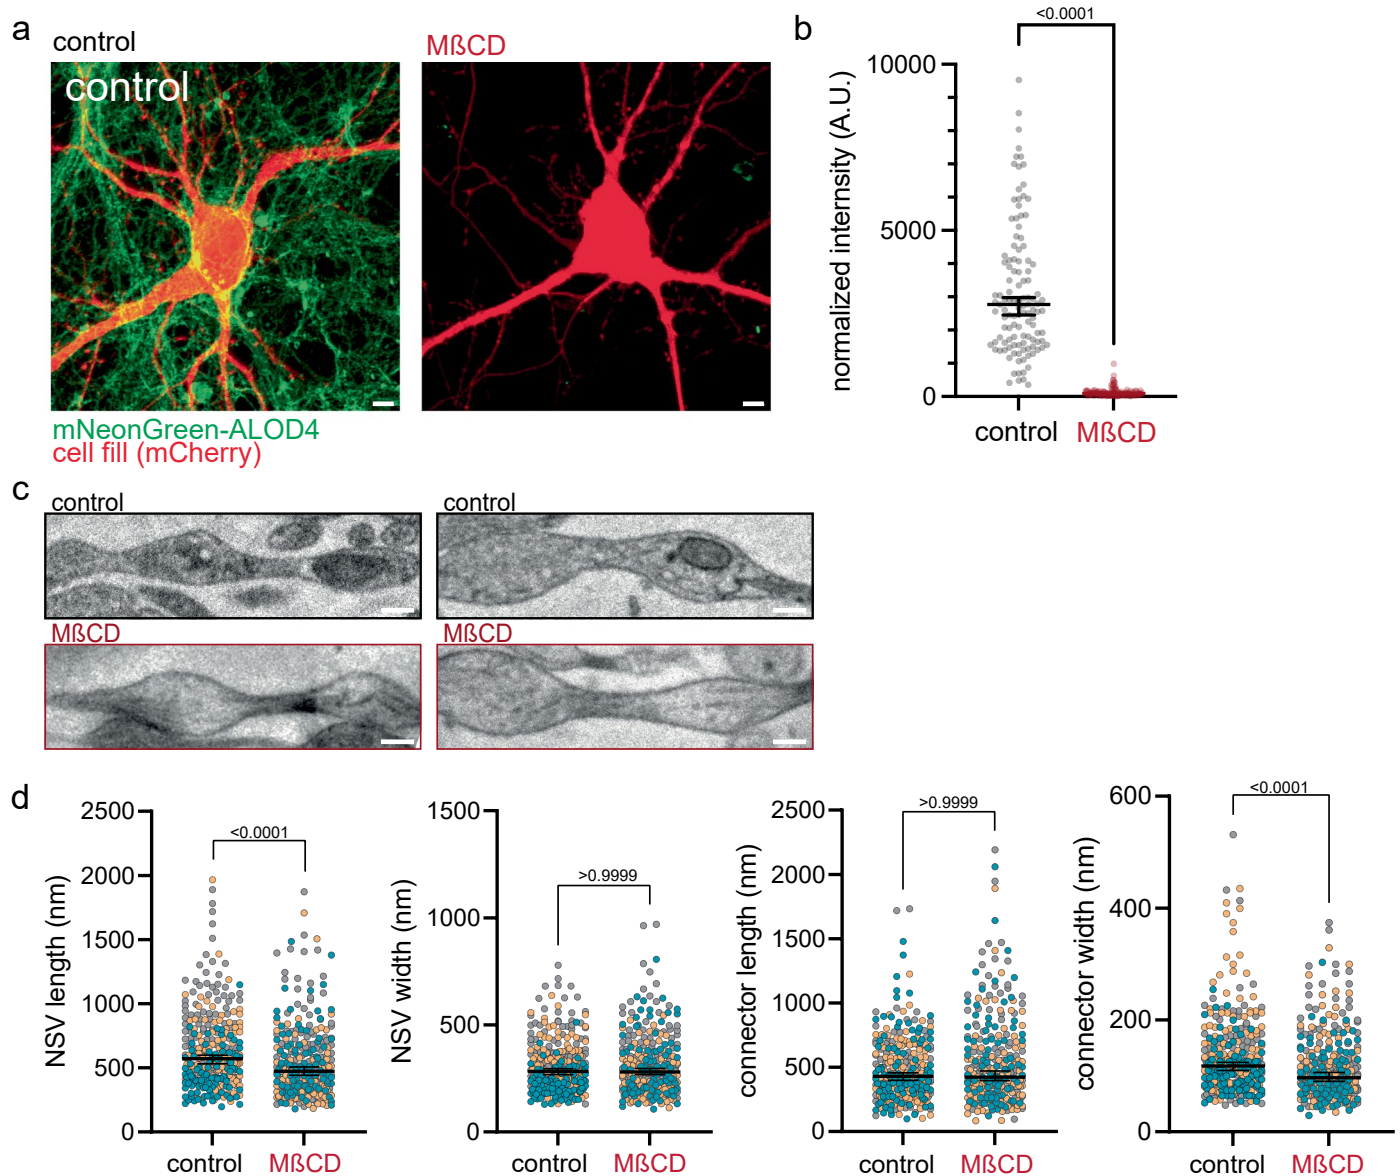 a
control
MßCD
control
mNeonGreen-ALOD4
cell fill (mCherry)
b
<0.0001
normalized intensity (A.U.)
10000
5000
0
control MßCD
c
control
control
MßCD
MßCD
d
NSV length (nm)
2500
2000
1500
1000
500
0
<0.0001
control MßCD
NSV width (nm)
1500
1000
500
0
>0.9999
control MßCD
connector length (nm)
2500
2000
1500
1000
500
0
>0.9999
control MßCD
connector width (nm)
600
400
200
0
<0.0001
control MßCD